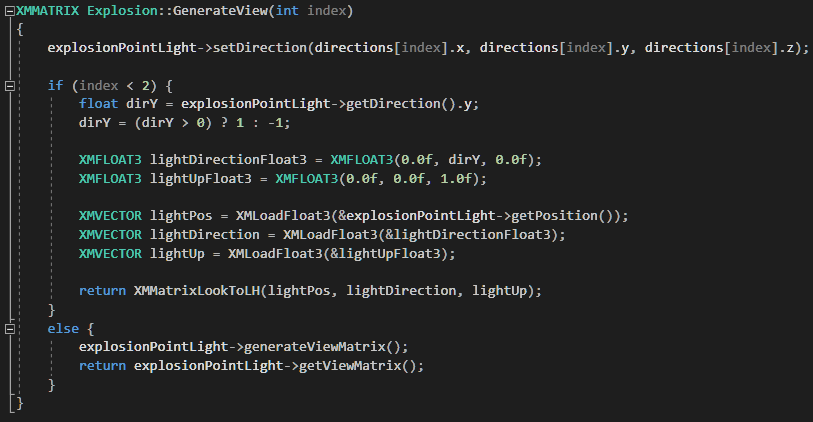 XMMATRIX Explosion::GenerateView(int index)
{
    explosionPointLight->setDirection(directions[index].x, directions[index].y, directions[index].z);

    if (index < 2) {
        float dirY = explosionPointLight->getDirection().y;
        dirY = (dirY > 0) ? 1 : -1;

        XMFLOAT3 lightDirectionFloat3 = XMFLOAT3(0.0f, dirY, 0.0f);
        XMFLOAT3 lightUpFloat3 = XMFLOAT3(0.0f, 0.0f, 1.0f);

        XMVECTOR lightPos = XMLoadFloat3(&explosionPointLight->getPosition());
        XMVECTOR lightDirection = XMLoadFloat3(&lightDirectionFloat3);
        XMVECTOR lightUp = XMLoadFloat3(&lightUpFloat3);

        return XMMatrixLookToLH(lightPos, lightDirection, lightUp);
    }
    else {
        explosionPointLight->generateViewMatrix();
        return explosionPointLight->getViewMatrix();
    }
}